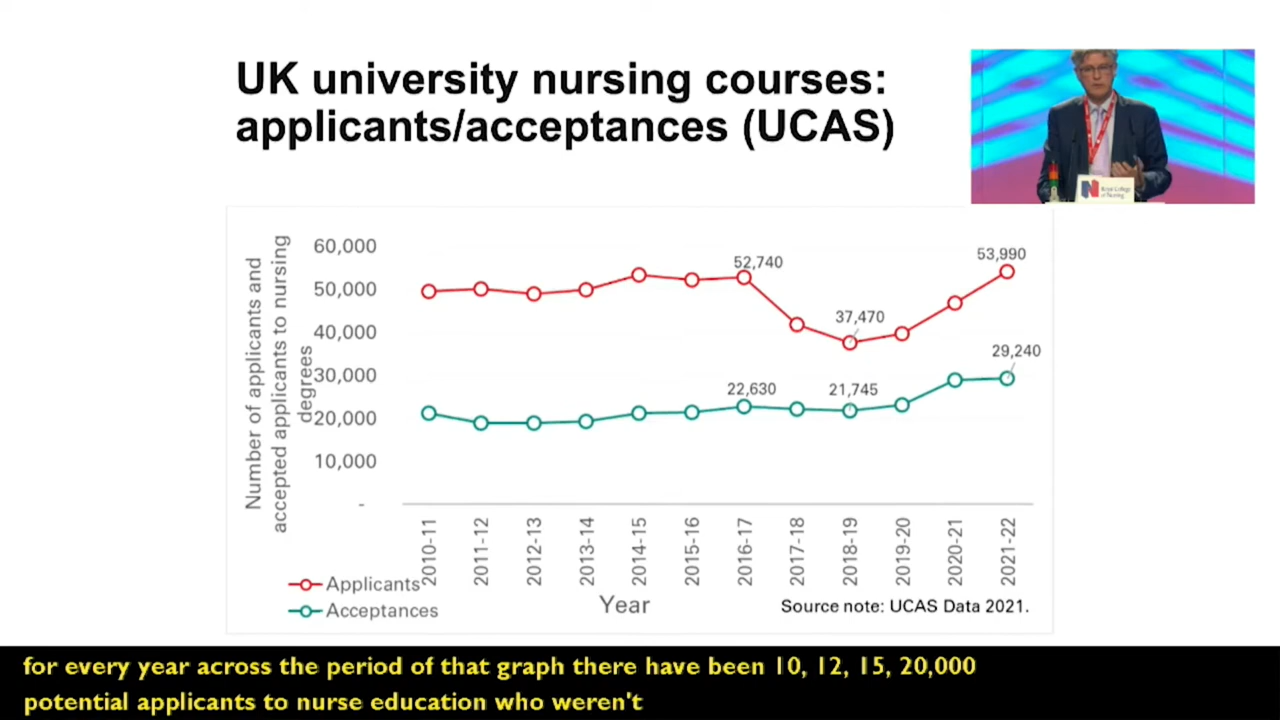 UK university nursing courses:
applicants/acceptances (UCAS)
Royal College
of Nursing
Number of applicants and
accepted applicants to nursing
degrees
60,000
50,000
40,000
30,000
20,000
10,000
-
52,740
37,470
53,990
22,630
21,745
29,240
2010-11
2011-12
2012-13
2013-14
2014-15
2015-16
2016-17
2017-18
2018-19
2019-20
2020-21
2021-22
Applicants
Acceptances
Year
Source note: UCAS Data 2021.
for every year across the period of that graph there have been 10, 12, 15, 20,000
potential applicants to nurse education who weren't